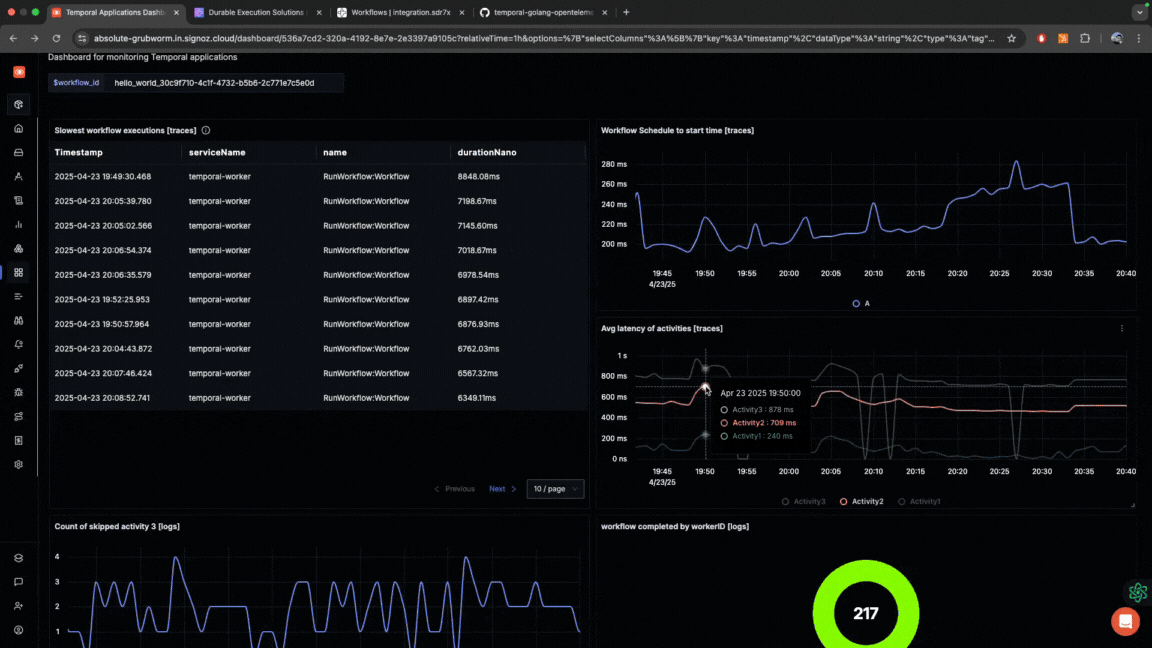 Temporal Applications Dashb
Durable Execution Solutions
Workflows | integration.sdr7x
temporal-golang-openteleme
absolute-grubworm.in.signoz.cloud/dashboard/536a7cd2-320a-4192-8e7e-2e3397a9105c?relativeTime=1h&options=%7B"selectColumns"%3A%5B%7B"key"%3A"timestamp"%2C"dataType"%3A"string"%2C"type"%3A"tag"...
Dashboard for monitoring Temporal applications
$workflow_id hello_world_30c9f710-4c1f-4732-b5b6-2c771e7c5e0d
Slowest workflow executions [traces]
Timestamp serviceName name durationNano
2025-04-23 19:49:30.468 temporal-worker RunWorkflow:Workflow 8848.08ms
2025-04-23 20:05:39.780 temporal-worker RunWorkflow:Workflow 7198.67ms
2025-04-23 20:05:02.566 temporal-worker RunWorkflow:Workflow 7145.60ms
2025-04-23 20:06:54.374 temporal-worker RunWorkflow:Workflow 7018.67ms
2025-04-23 20:06:35.579 temporal-worker RunWorkflow:Workflow 6978.54ms
2025-04-23 19:52:25.953 temporal-worker RunWorkflow:Workflow 6897.42ms
2025-04-23 19:50:57.964 temporal-worker RunWorkflow:Workflow 6876.93ms
2025-04-23 20:04:43.872 temporal-worker RunWorkflow:Workflow 6762.03ms
2025-04-23 20:07:46.424 temporal-worker RunWorkflow:Workflow 6567.32ms
2025-04-23 20:08:52.741 temporal-worker RunWorkflow:Workflow 6349.11ms
Previous Next 10 / page
Workflow Schedule to start time [traces]
280 ms
260 ms
240 ms
220 ms
200 ms
19:45 19:50 19:55 20:00 20:05 20:10 20:15 20:20 20:25 20:30 20:35 20:40
4/23/25
A
Avg latency of activities [traces]
1 s
800 ms
600 ms
400 ms
200 ms
0 ns
Apr 23 2025 19:50:00
Activity3 : 878 ms
Activity2 : 709 ms
Activity1 : 240 ms
19:45 19:50 19:55 20:00 20:05 20:10 20:15 20:20 20:25 20:30 20:35 20:40
4/23/25
Activity3 Activity2 Activity1
Count of skipped activity 3 [logs]
4
3
2
1
workflow completed by workerID [logs]
217